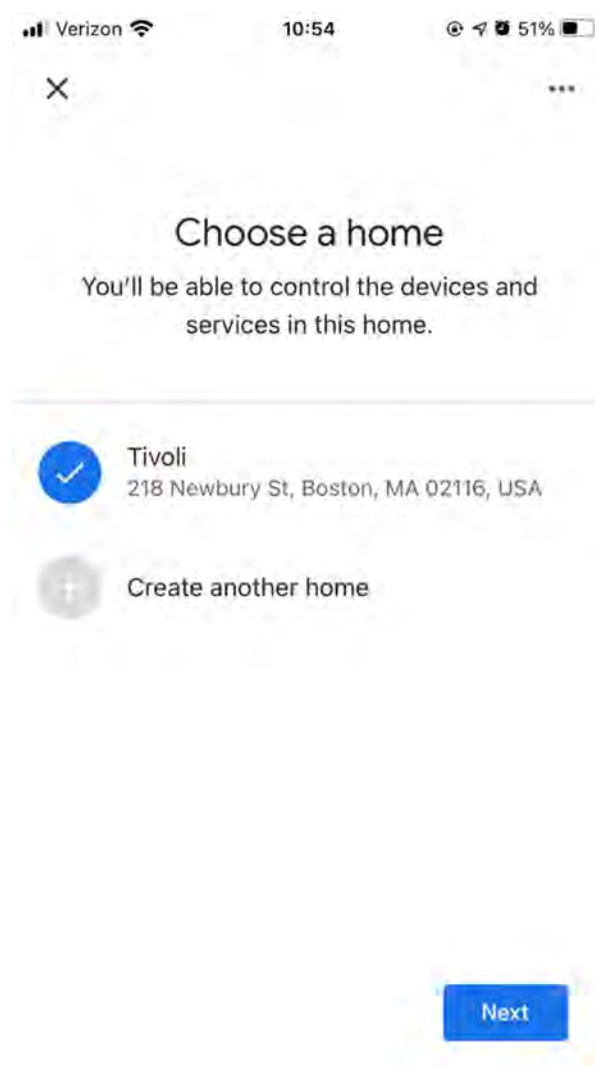 Verizon 10:54 51%
Choose a home
You'll be able to control the devices and
services in this home.
Tivoli
218 Newbury St, Boston, MA 02116, USA
Create another home
Next